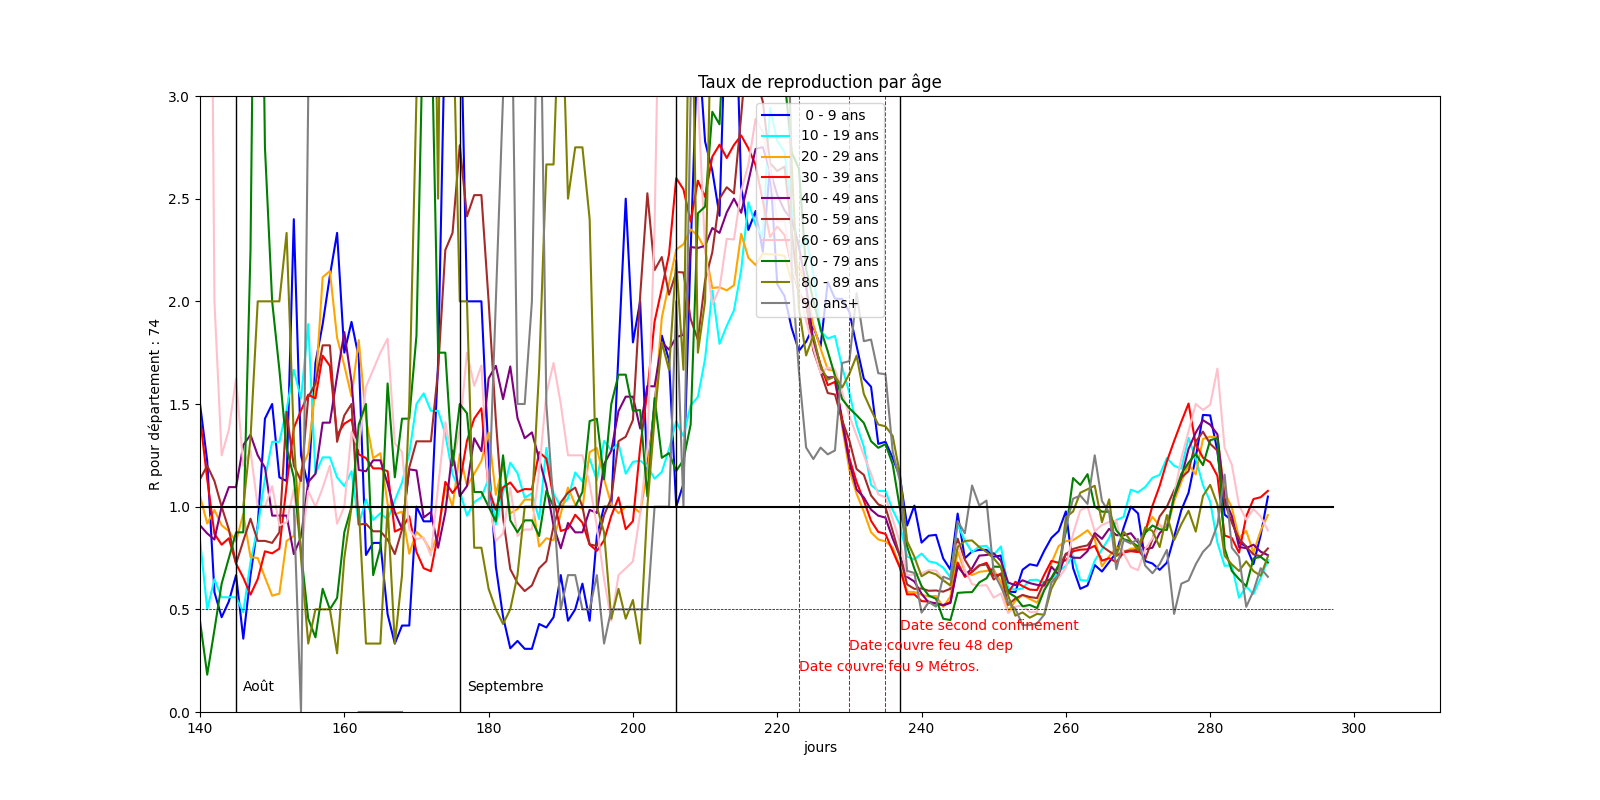 Taux de reproduction par âge
R pour département : 74
3.0
2.5
2.0
1.5
1.0
0.5
0.0
0 - 9 ans
10 - 19 ans
20 - 29 ans
30 - 39 ans
40 - 49 ans
50 - 59 ans
60 - 69 ans
70 - 79 ans
80 - 89 ans
90 ans+
Date second confinement
Date couvre feu 48 dep
Date couvre feu 9 Métros.
Août
Septembre
140
160
180
200
220
240
260
280
300
jours